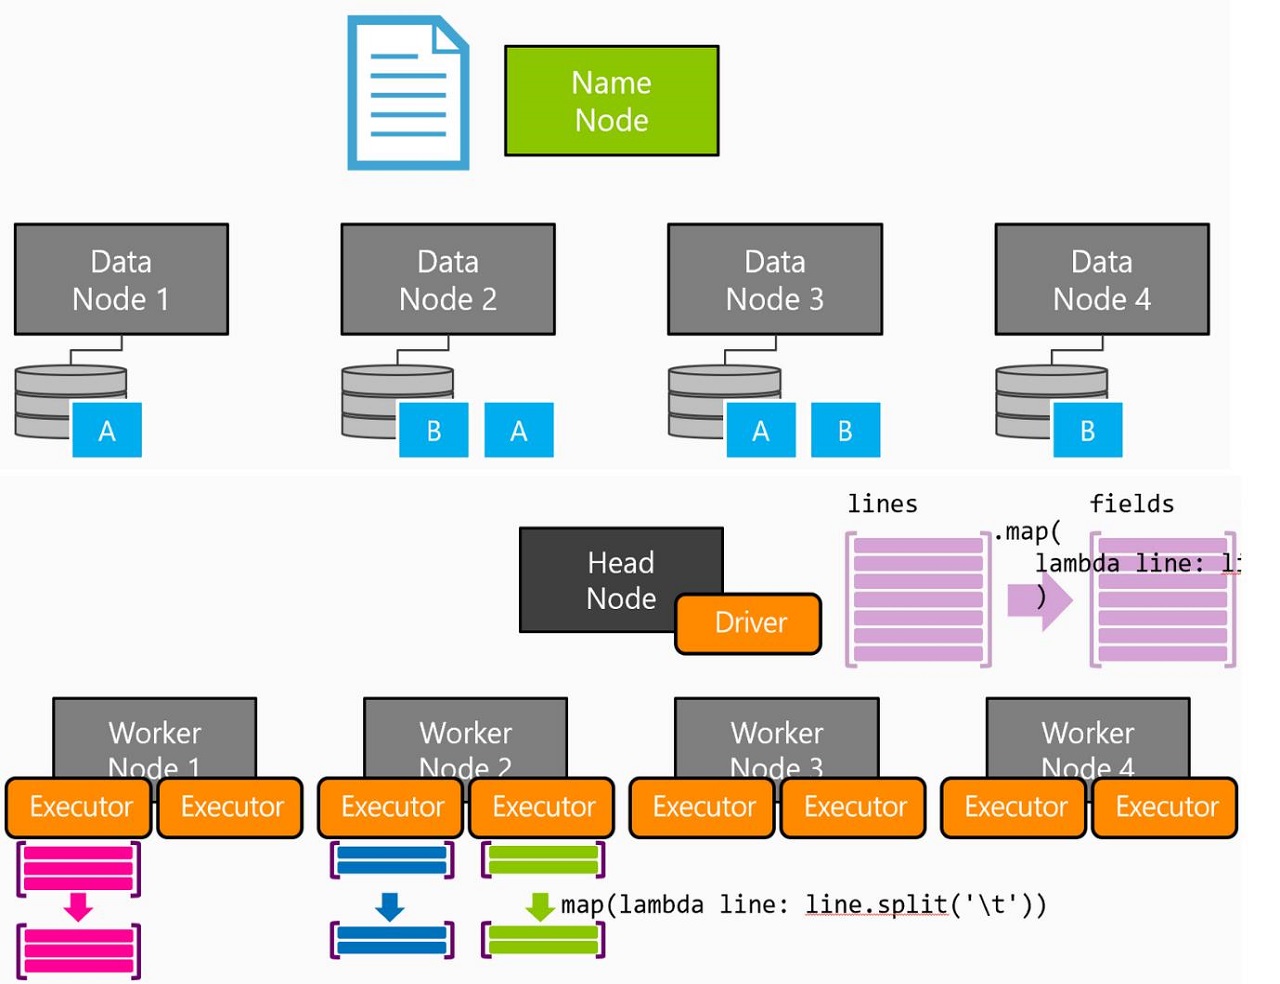 Name
Node
Data
Node 1
Data
Node 2
Data
Node 3
Data
Node 4
A
B
A
A
B
B
lines
fields
.map(
lambda line: li
)
Head
Node
Driver
Worker
Node 1
Worker
Node 2
Worker
Node 3
Worker
Node 4
Executor
Executor
Executor
Executor
Executor
Executor
Executor
Executor
map(lambda line: line.split('\t'))